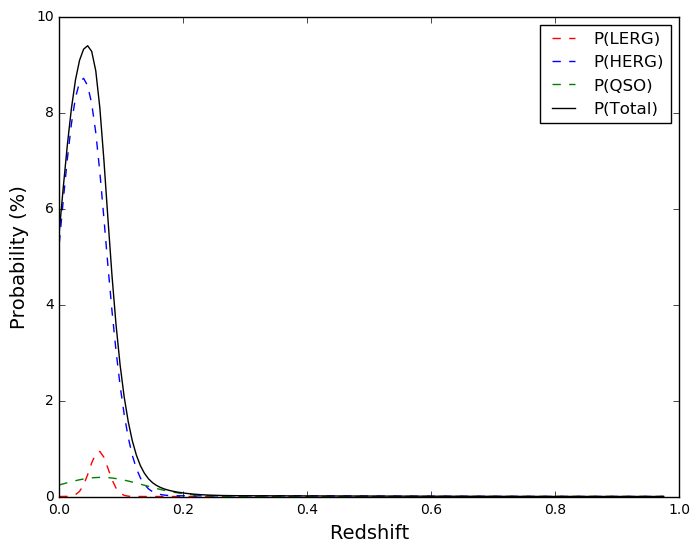 10
8
6
4
2
0
0.0 0.2 0.4 0.6 0.8 1.0
Probability (%)
Redshift
P(LERG)
P(HERG)
P(QSO)
P(Total)